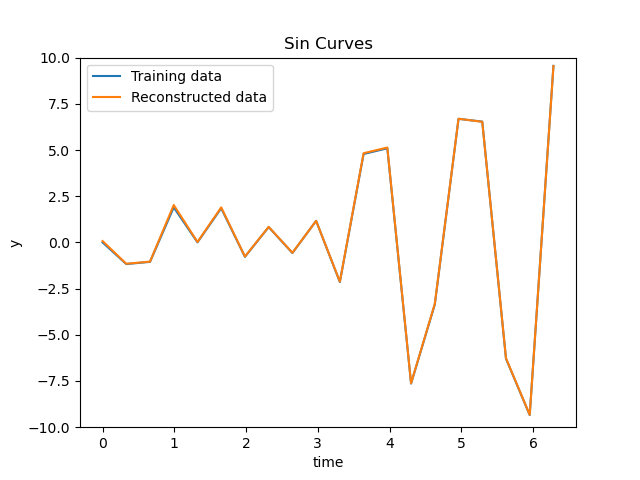 Sin Curves
Training data
Reconstructed data
10.0
7.5
5.0
2.5
0.0
−2.5
−5.0
−7.5
−10.0
y
0 1 2 3 4 5 6
time